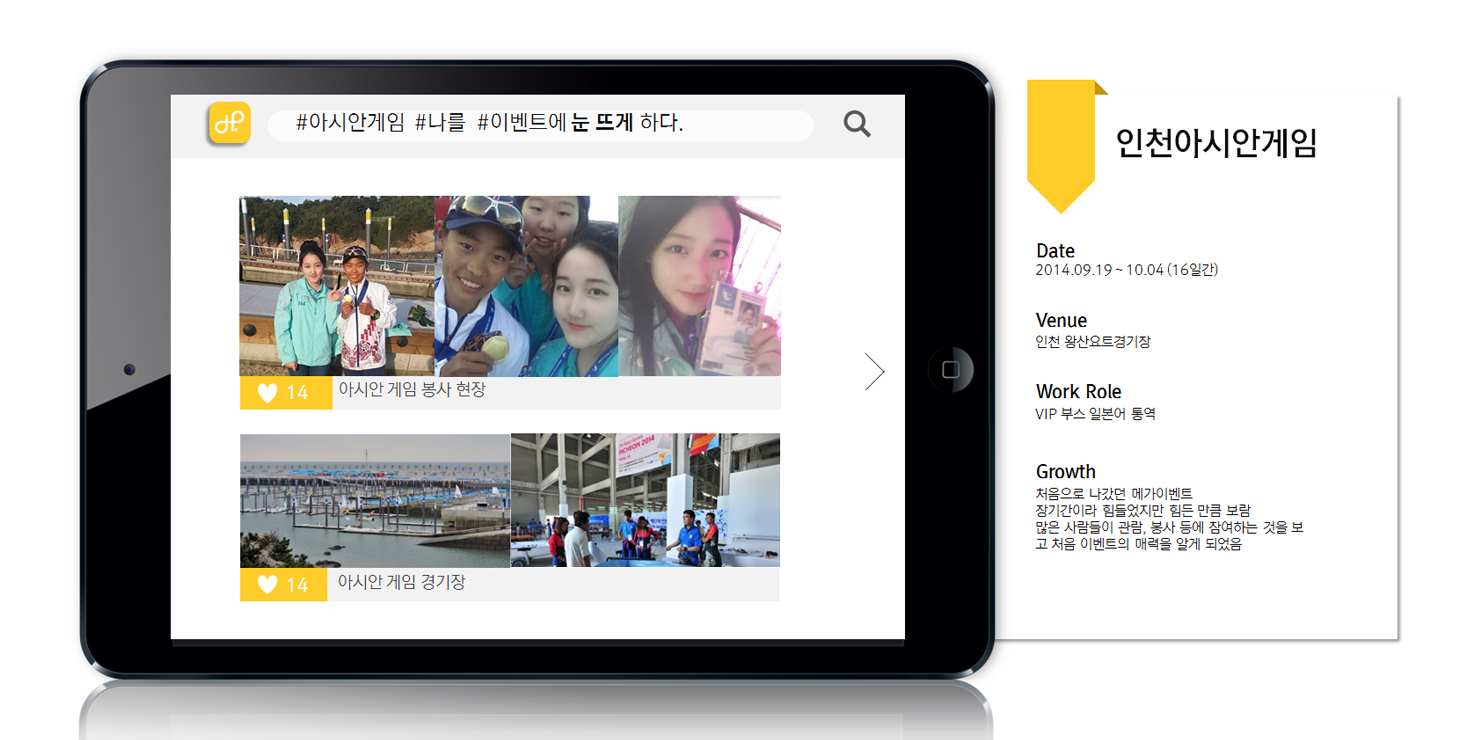 dP
#아시안게임 #나를 #이벤트에 눈 뜨게 하다.
14 아시안 게임 봉사 현장
INCHEON 2014
14 아시안 게임 경기장
인천아시안게임
Date
2014.09.19 ~ 10.04 (16일간)
Venue
인천 왕산요트경기장
Work Role
VIP 부스 일본어 통역
Growth
처음으로 나갔던 메가이벤트
장기간이라 힘들었지만 힘든 만큼 보람
많은 사람들이 관람, 봉사 등에 참여하는 것을 보
고 처음 이벤트의 매력을 알게 되었음